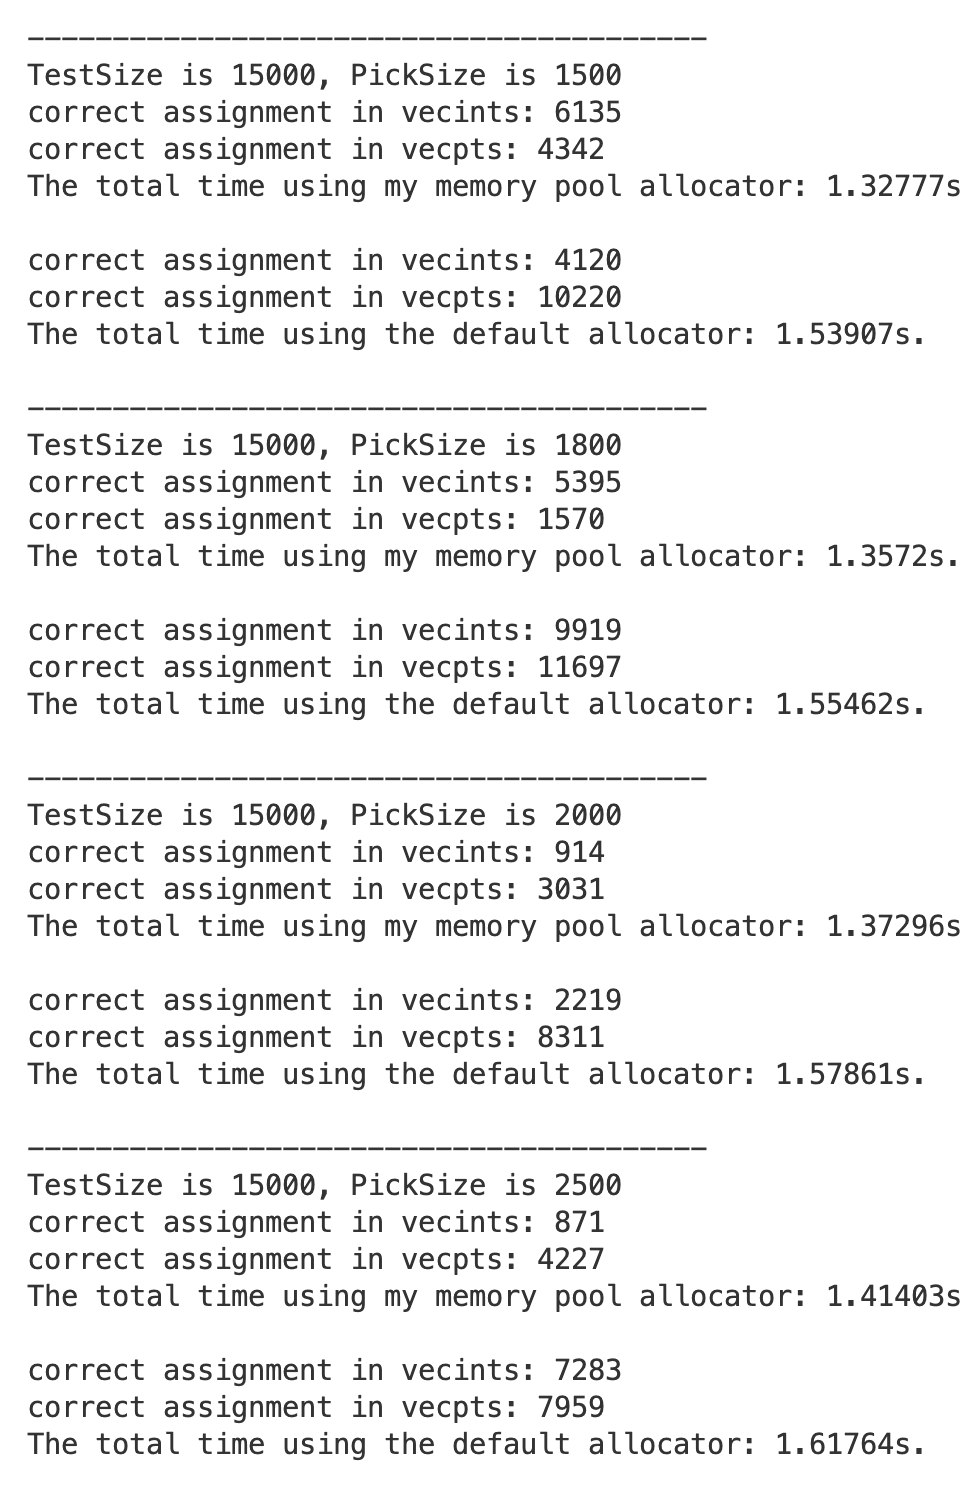 ----------------------------------------
TestSize is 15000, PickSize is 1500
correct assignment in vecints: 6135
correct assignment in vecpts: 4342
The total time using my memory pool allocator: 1.32777s
correct assignment in vecints: 4120
correct assignment in vecpts: 10220
The total time using the default allocator: 1.53907s.
----------------------------------------
TestSize is 15000, PickSize is 1800
correct assignment in vecints: 5395
correct assignment in vecpts: 1570
The total time using my memory pool allocator: 1.3572s.
correct assignment in vecints: 9919
correct assignment in vecpts: 11697
The total time using the default allocator: 1.55462s.
----------------------------------------
TestSize is 15000, PickSize is 2000
correct assignment in vecints: 914
correct assignment in vecpts: 3031
The total time using my memory pool allocator: 1.37296s
correct assignment in vecints: 2219
correct assignment in vecpts: 8311
The total time using the default allocator: 1.57861s.
----------------------------------------
TestSize is 15000, PickSize is 2500
correct assignment in vecints: 871
correct assignment in vecpts: 4227
The total time using my memory pool allocator: 1.41403s
correct assignment in vecints: 7283
correct assignment in vecpts: 7959
The total time using the default allocator: 1.61764s.